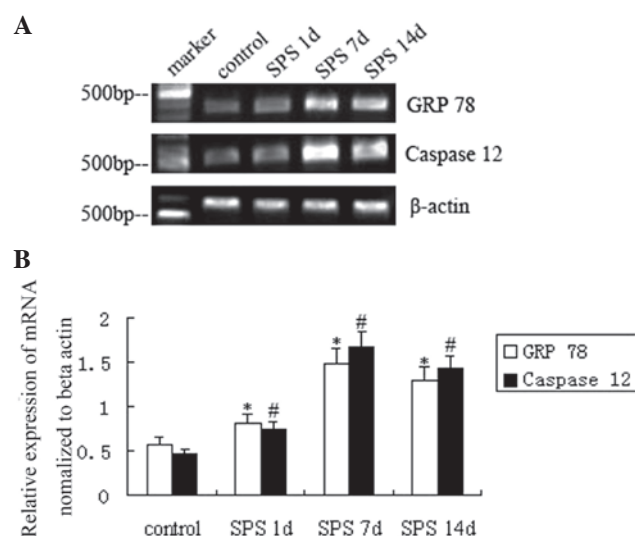 A
marker control SPS 1d SPS 7d SPS 14d
500bp-- GRP 78
500bp-- Caspase 12
500bp-- β-actin
B
Relative expression of mRNA
nomalized to beta actin
2
1.5
1
0.5
0
* # * # * #
GRP 78
Caspase 12
control SPS 1d SPS 7d SPS 14d